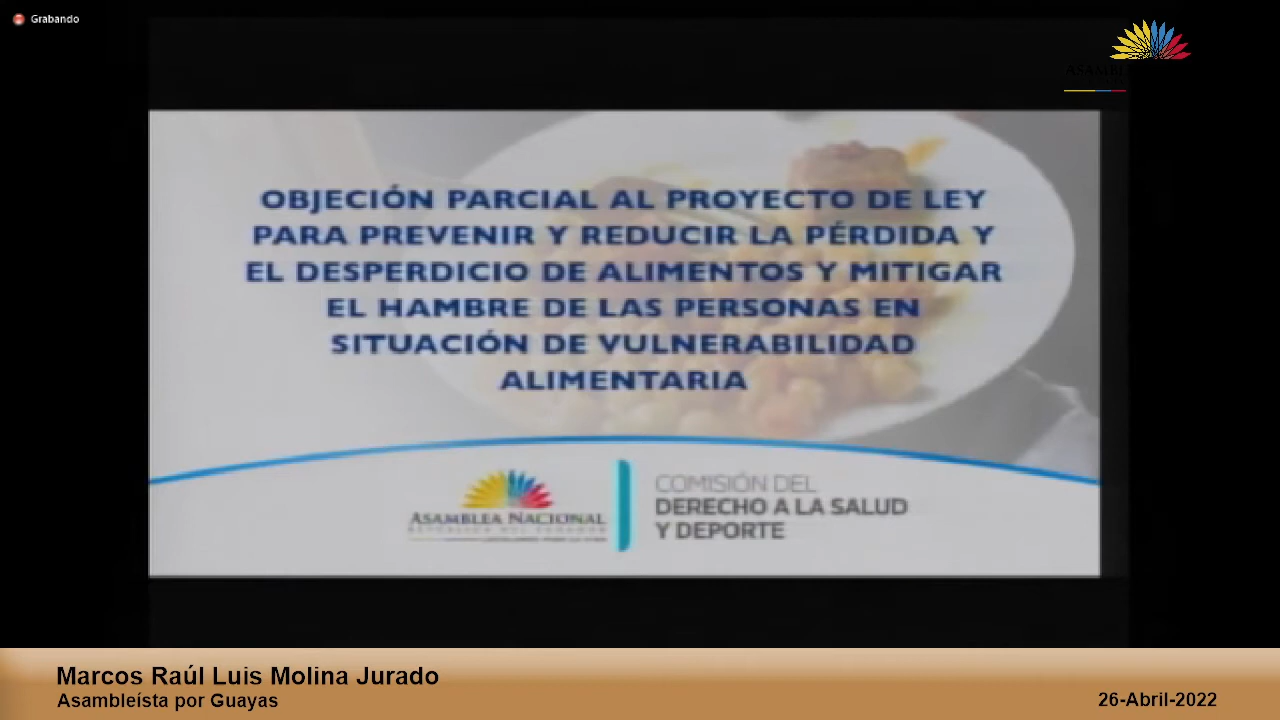 Grabando
OBJECIÓN PARCIAL AL PROYECTO DE LEY
PARA PREVENIR Y REDUCIR LA PÉRDIDA Y
EL DESPERDICIO DE ALIMENTOS Y MITIGAR
EL HAMBRE DE LAS PERSONAS EN
SITUACIÓN DE VULNERABILIDAD
ALIMENTARIA
ASAMBLEA NACIONAL
COMISIÓN DEL
DERECHO A LA SALUD
Y DEPORTE
Marcos Raúl Luis Molina Jurado
Asambleísta por Guayas
26-Abril-2022